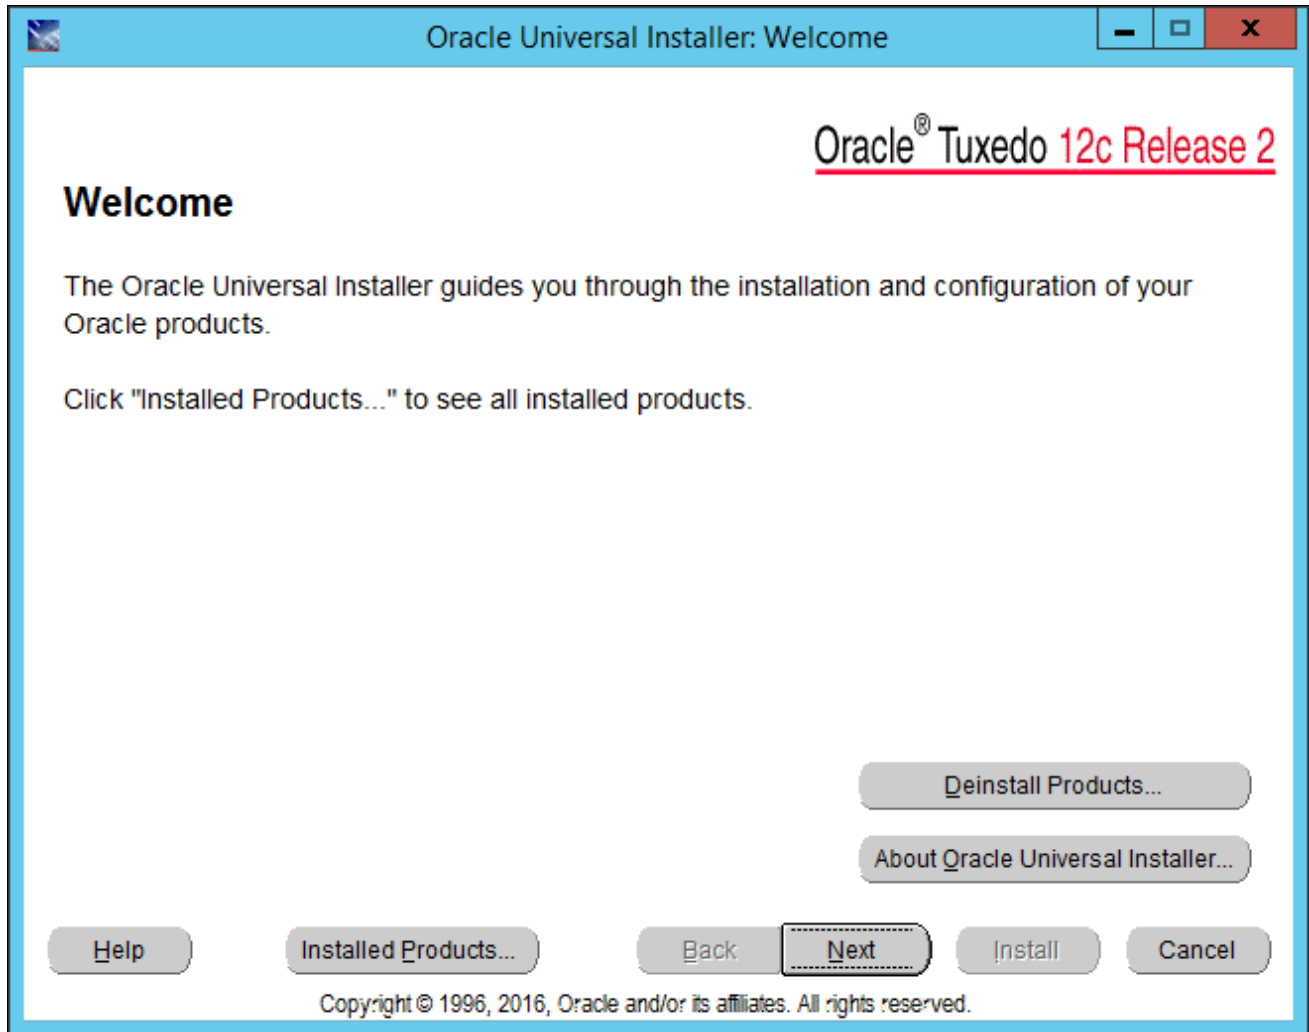 Oracle Universal Installer: Welcome
Oracle® Tuxedo 12c Release 2
Welcome
The Oracle Universal Installer guides you through the installation and configuration of your
Oracle products.
Click "Installed Products..." to see all installed products.
Deinstall Products...
About Oracle Universal Installer...
Help Installed Products... Back Next Install Cancel
Copyright © 1996, 2016, Oracle and/or its affiliates. All rights reserved.